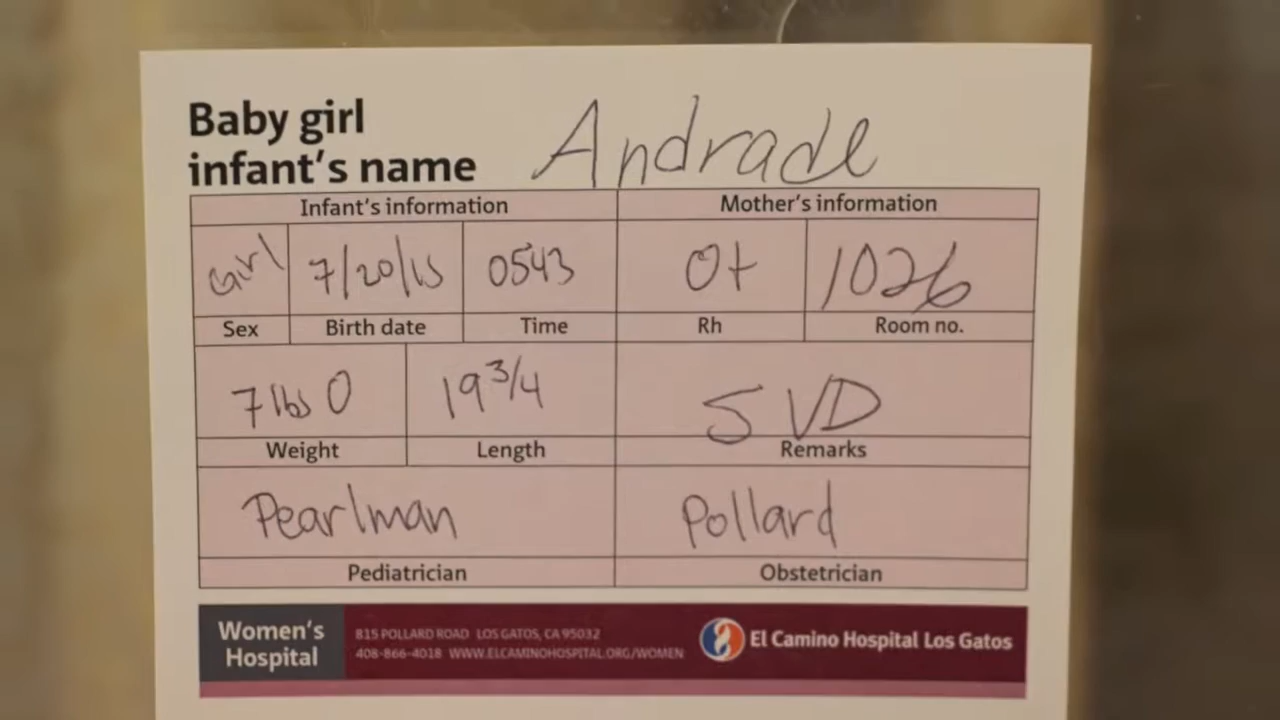 Baby girl
infant's name Andrade
Infant's information Mother's information
Girl 7/20/15 0543 O+ 1026
Sex Birth date Time Rh Room no.
7 lbs 0 19 3/4 SVD
Weight Length Remarks
Pearlman Pollard
Pediatrician Obstetrician
Women's Hospital
815 POLLARD ROAD LOS GATOS, CA 95032
408-866-4018 WWW.ELCAMINOHOSPITAL.ORG/WOMEN
El Camino Hospital Los Gatos